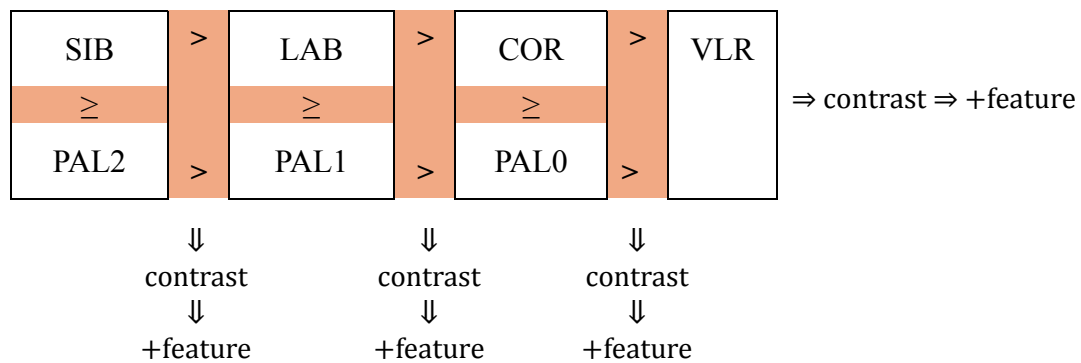 SIB > LAB > COR > VLR
≥ ≥ ≥ ⇒ contrast ⇒ +feature
PAL2 > PAL1 > PAL0 >
⇓ ⇓ ⇓
contrast contrast contrast
⇓ ⇓ ⇓
+feature +feature +feature